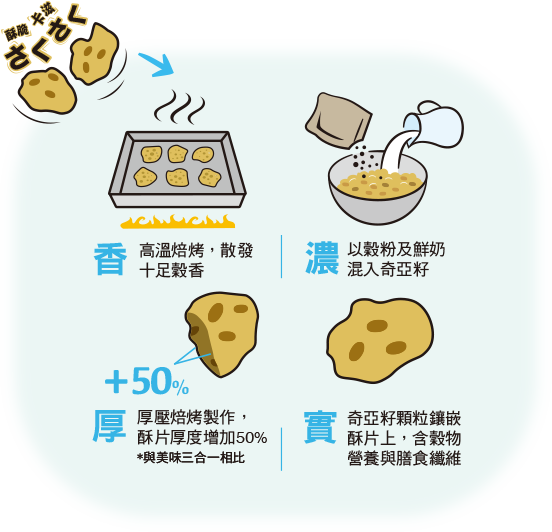 酥脆 卡滋
さくさく
香
高溫焙烤，散發
十足穀香
濃
以穀粉及鮮奶
混入奇亞籽
+50%
厚
厚壓焙烤製作，
酥片厚度增加50%
*與美味三合一相比
實
奇亞籽顆粒鑲嵌
酥片上，含穀物
營養與膳食纖維